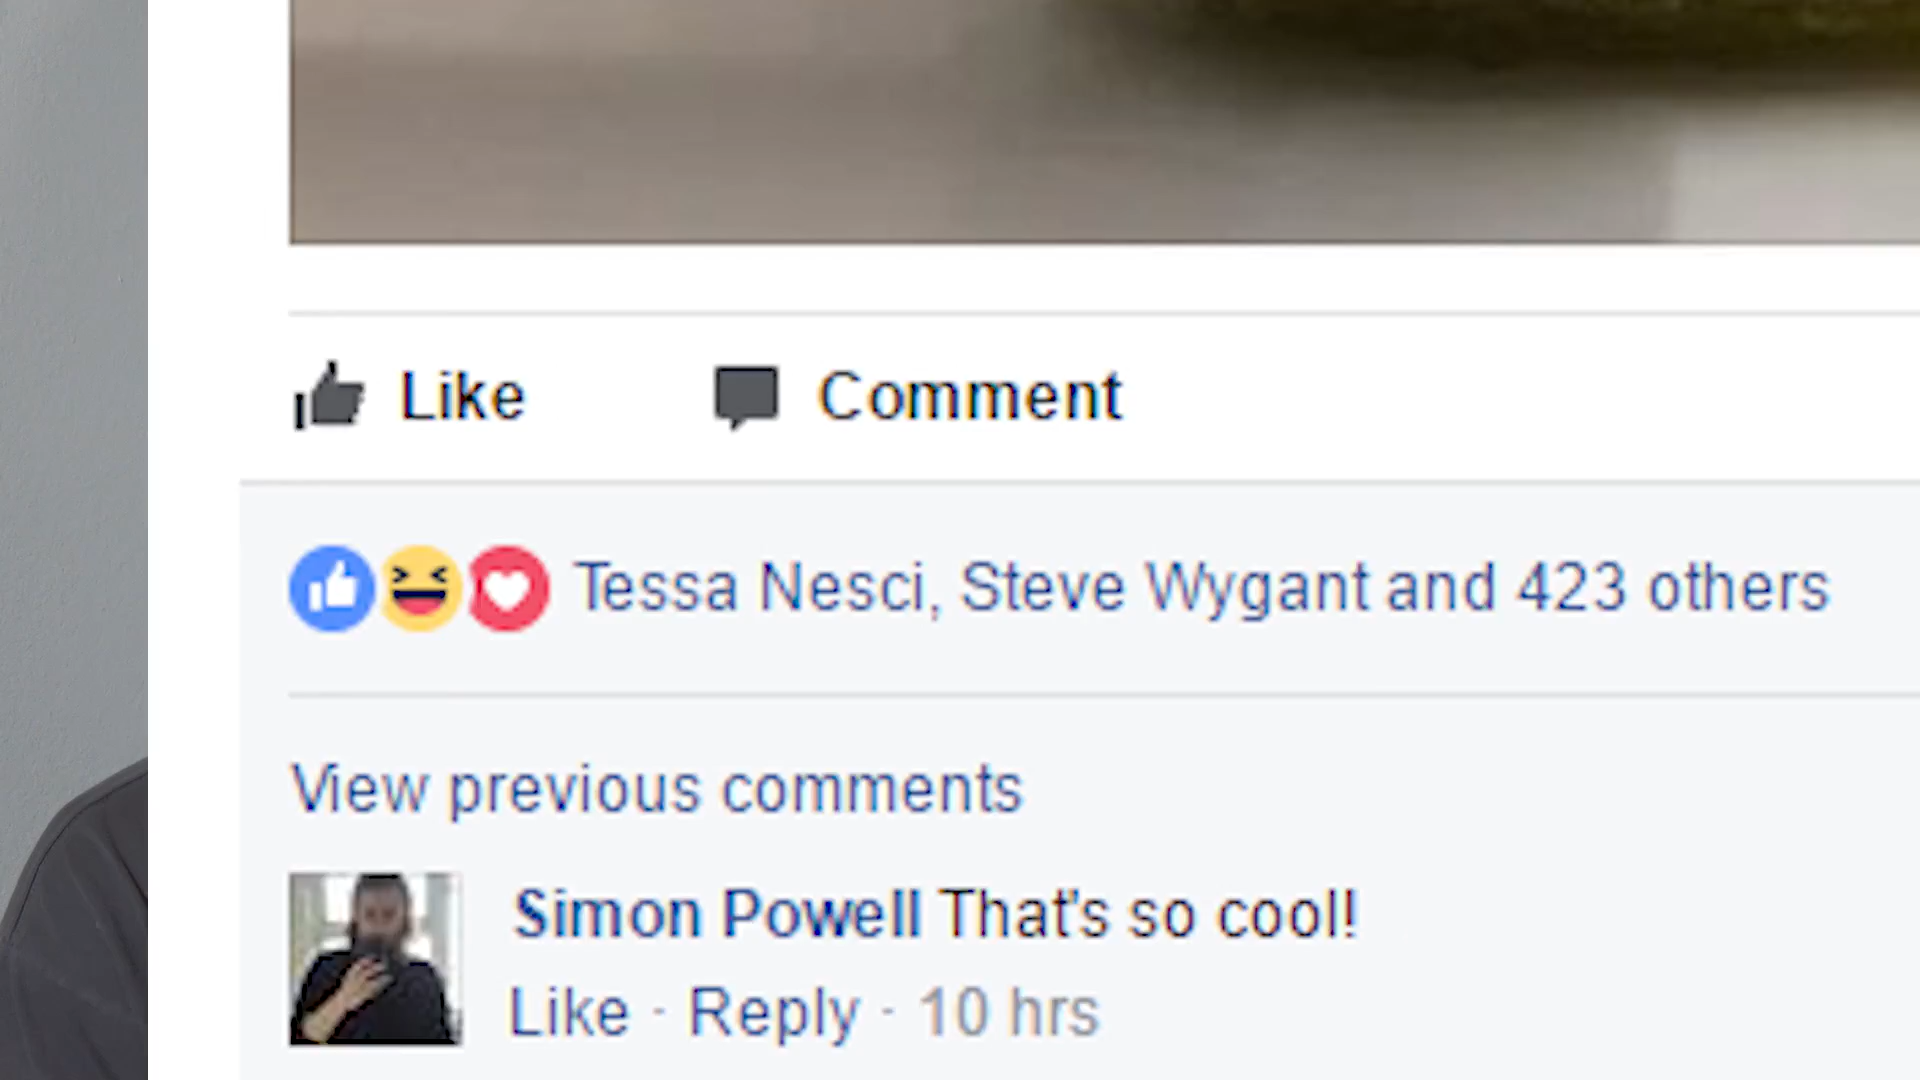 Like Comment
Tessa Nesci, Steve Wygant and 423 others
View previous comments
Simon Powell That's so cool!
Like · Reply · 10 hrs